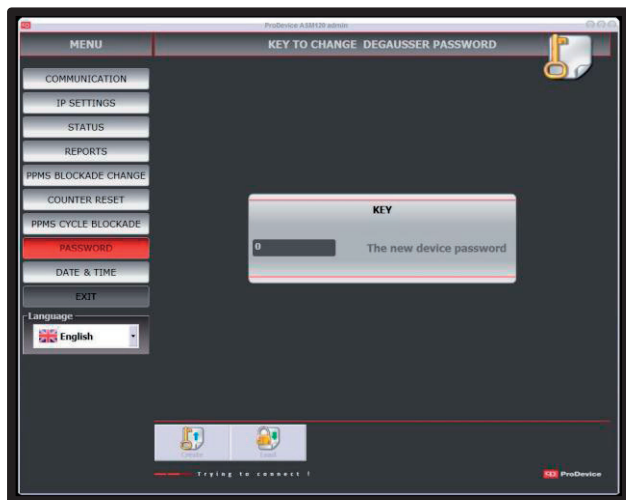 ProDevice ASM120 admin
MENU
KEY TO CHANGE DEGAUSSER PASSWORD
COMMUNICATION
IP SETTINGS
STATUS
REPORTS
PPMS BLOCKADE CHANGE
COUNTER RESET
PPMS CYCLE BLOCKADE
PASSWORD
DATE & TIME
EXIT
Language
English
KEY
0
The new device password
Create
Load
Trying to connect !
ProDevice